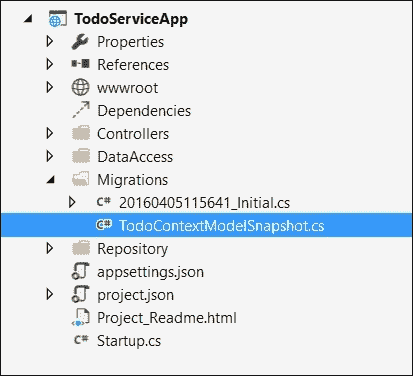 TodoServiceApp
Properties
References
wwwroot
Dependencies
Controllers
DataAccess
Migrations
20160405115641_Initial.cs
TodoContextModelSnapshot.cs
Repository
appsettings.json
project.json
Project_Readme.html
Startup.cs